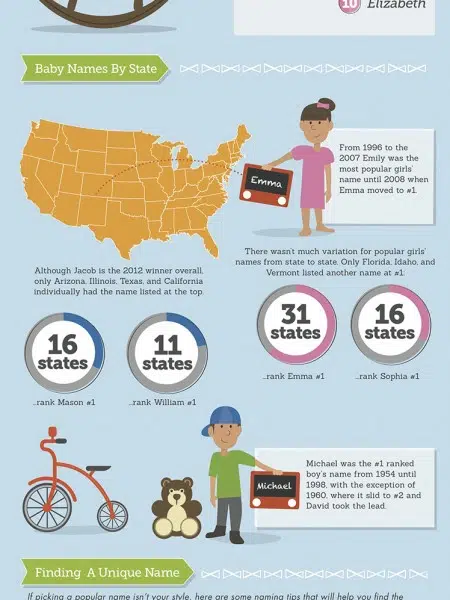 10 Elizabeth
Baby Names By State
From 1996 to the
2007 Emily was the
most popular girls'
name until 2008 when
Emma moved to #1.
Emma
Although Jacob is the 2012 winner overall,
only Arizona, Illinois, Texas, and California
individually had the name listed at the top.
There wasn't much variation for popular girls'
names from state to state. Only Florida, Idaho, and
Vermont listed another name at #1.
16
states
...rank Mason #1
11
states
...rank William #1
31
states
...rank Emma #1
16
states
...rank Sophia #1
Michael
Michael was the #1 ranked
boy's name from 1954 until
1998, with the exception of
1960, where it slid to #2 and
David took the lead.
Finding A Unique Name
If picking a popular name isn't your style, here are some naming tips that will help you find the